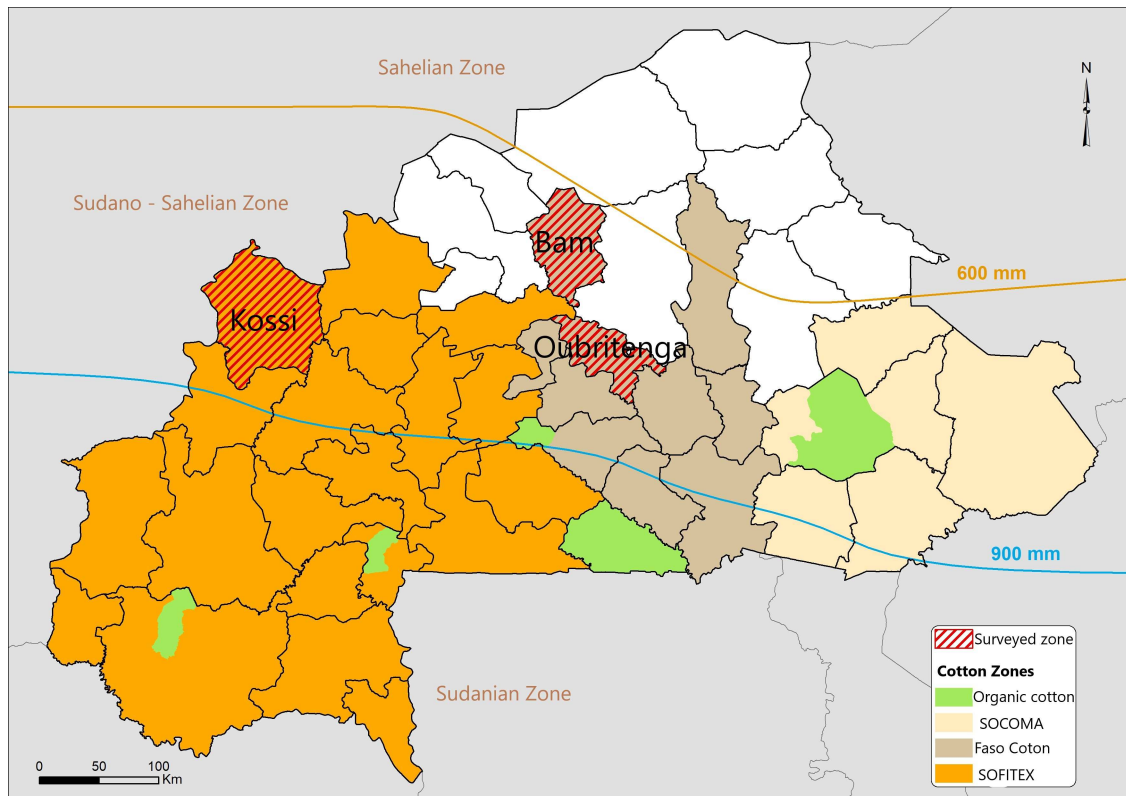 Sahelian Zone
N
Sudano - Sahelian Zone
Bam
600 mm
Kossi
Oubritenga
900 mm
Sudanian Zone
Surveyed zone
Cotton Zones
Organic cotton
SOCOMA
Faso Coton
SOFITEX
0 50 100
Km